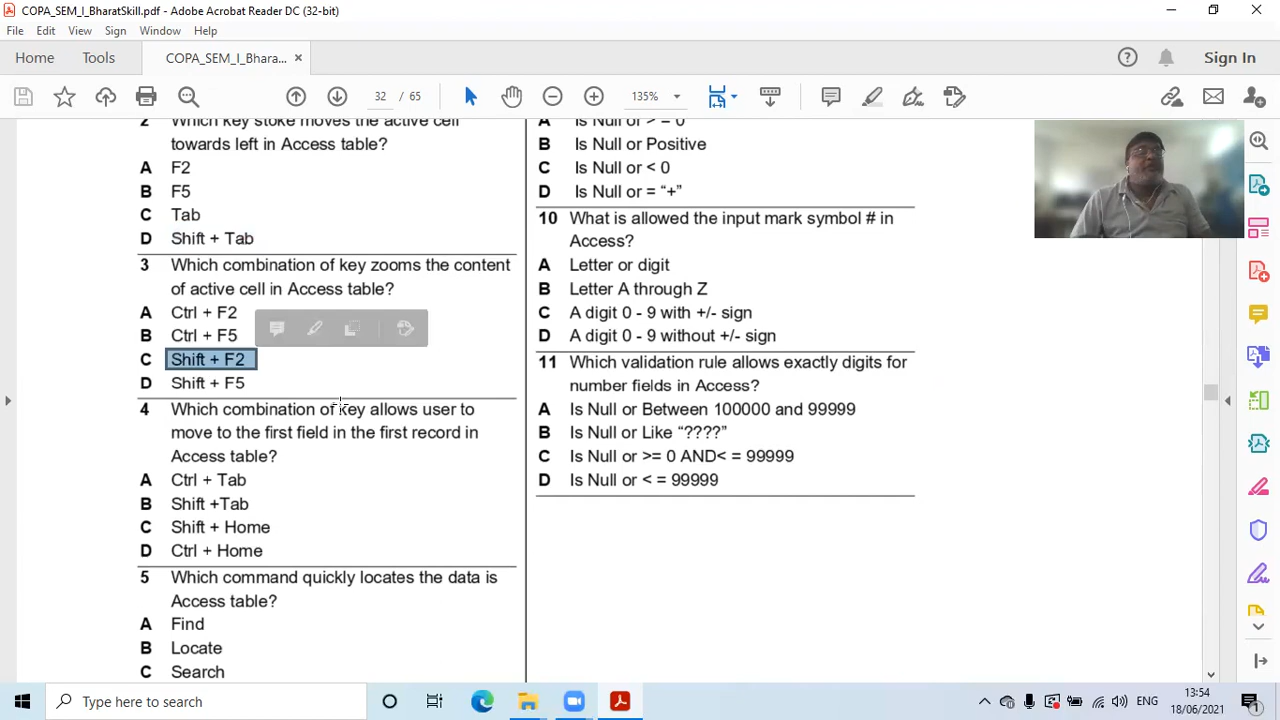 COPA_SEM_I_BharatSkill.pdf - Adobe Acrobat Reader DC (32-bit)
File Edit View Sign Window Help
Home Tools COPA_SEM_I_Bhara... × Sign In
32 / 65 135%
2 Which key stoke moves the active cell
towards left in Access table?
A F2
B F5
C Tab
D Shift + Tab
3 Which combination of key zooms the content
of active cell in Access table?
A Ctrl + F2
B Ctrl + F5
C Shift + F2
D Shift + F5
4 Which combination of key allows user to
move to the first field in the first record in
Access table?
A Ctrl + Tab
B Shift +Tab
C Shift + Home
D Ctrl + Home
5 Which command quickly locates the data is
Access table?
A Find
B Locate
C Search
A Is Null or > = 0
B Is Null or Positive
C Is Null or < 0
D Is Null or = “+”
10 What is allowed the input mark symbol # in
Access?
A Letter or digit
B Letter A through Z
C A digit 0 - 9 with +/- sign
D A digit 0 - 9 without +/- sign
11 Which validation rule allows exactly digits for
number fields in Access?
A Is Null or Between 100000 and 99999
B Is Null or Like “????”
C Is Null or >= 0 AND< = 99999
D Is Null or < = 99999
Type here to search
ENG
13:54
18/06/2021
1